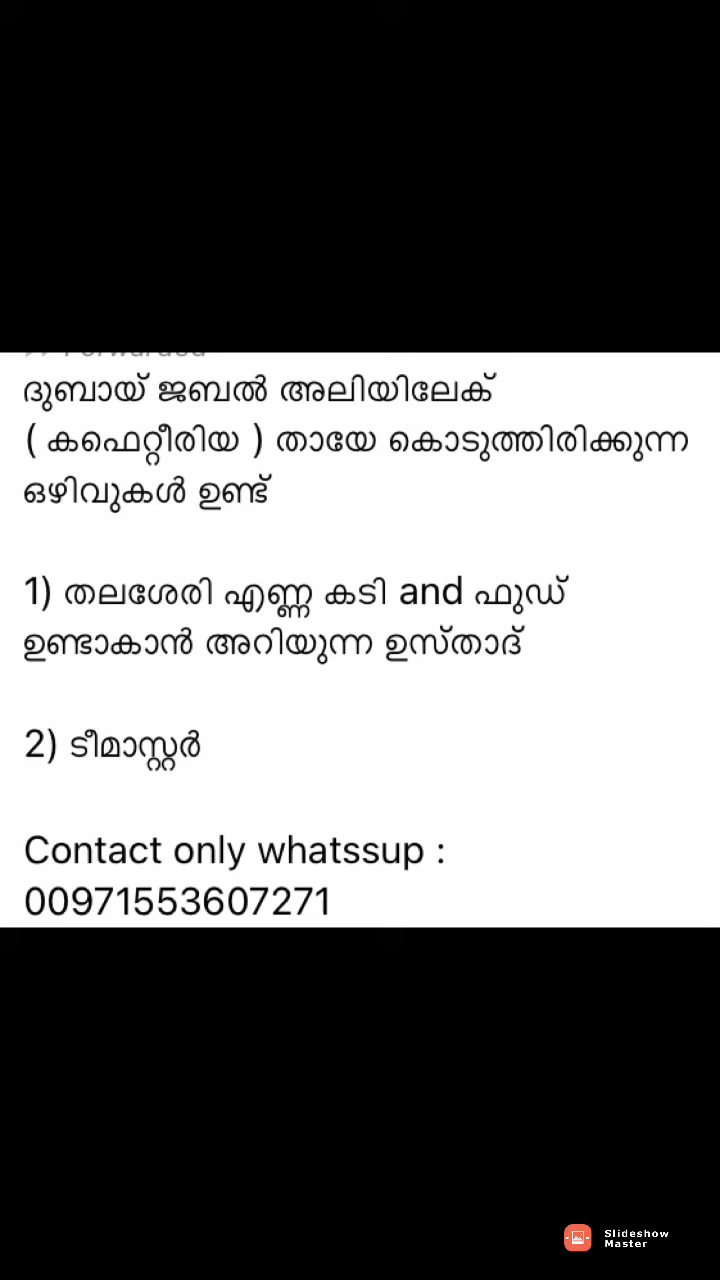 ദുബായ് ജബൽ അലിയിലേക്
( കഫെറ്റീരിയ ) തായേ കൊടുത്തിരിക്കുന്ന
ഒഴിവുകൾ ഉണ്ട്
1) തലശേരി എണ്ണ കടി and ഫുഡ്
ഉണ്ടാകാൻ അറിയുന്ന ഉസ്താദ്
2) ടീമാസ്റ്റർ
Contact only whatssup :
00971553607271
Slideshow
Master